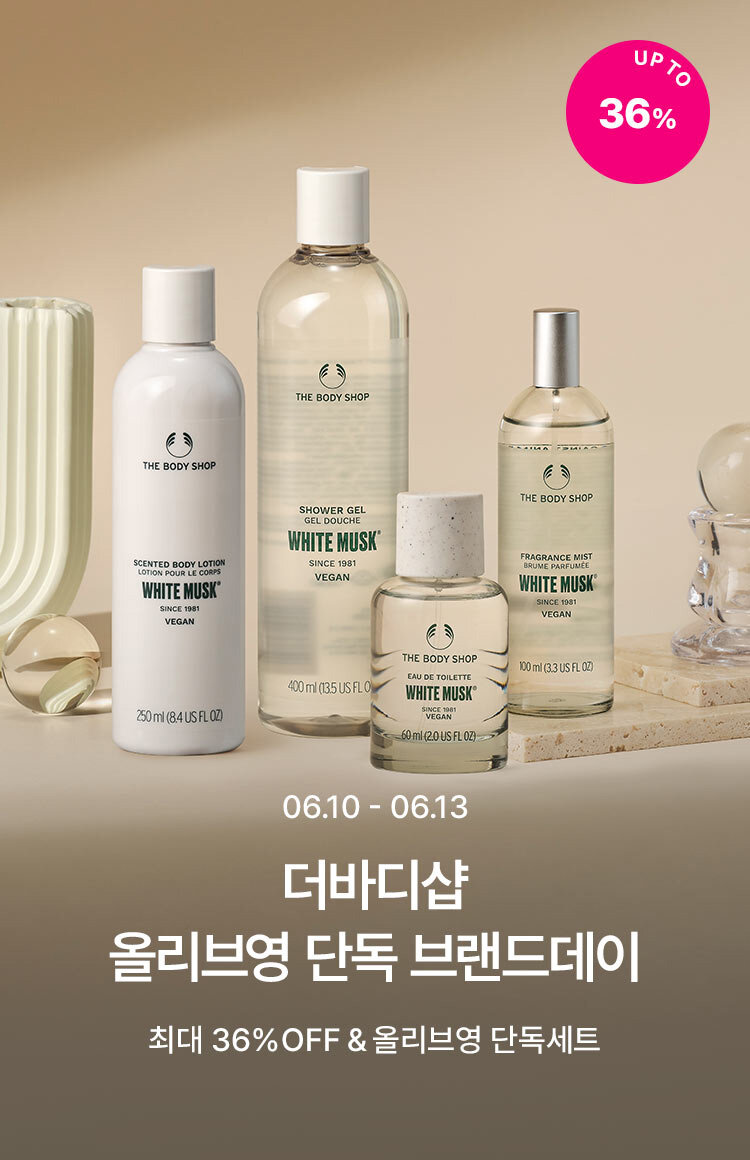 UP TO
36%
THE BODY SHOP
SCENTED BODY LOTION
LOTION POUR LE CORPS
WHITE MUSK®
SINCE 1981
VEGAN
250 ml (8.4 US FL OZ)
THE BODY SHOP
SHOWER GEL
GEL DOUCHE
WHITE MUSK®
SINCE 1981
VEGAN
400 ml (13.5 US FL O
THE BODY SHOP
EAU DE TOILETTE
WHITE MUSK®
SINCE 1981
VEGAN
60 ml (2.0 US FL OZ)
THE BODY SHOP
FRAGRANCE MIST
BRUME PARFUMÉE
WHITE MUSK®
SINCE 1981
VEGAN
100 ml (3.3 US FL OZ)
06.10 - 06.13
더바디샵
올리브영 단독 브랜드데이
최대 36%OFF & 올리브영 단독세트